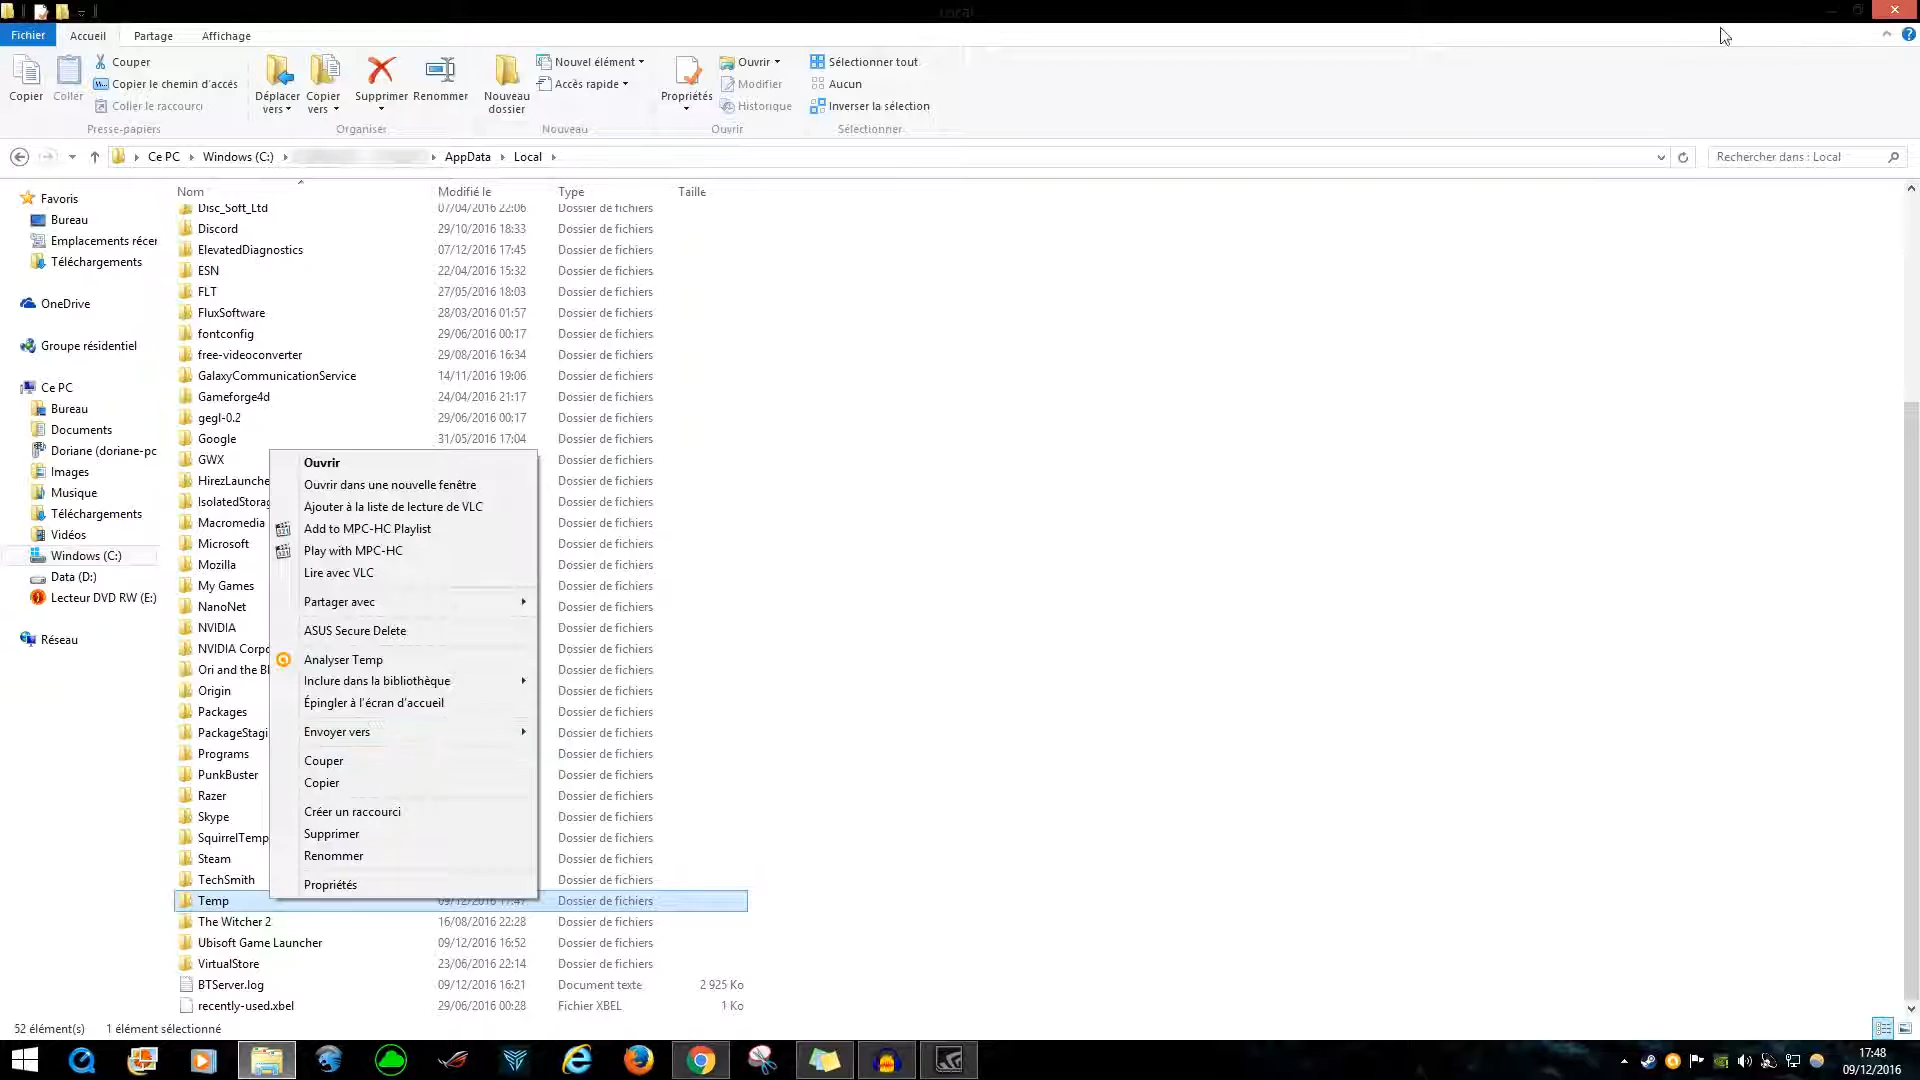 Local
Fichier Accueil Partage Affichage
Copier Coller Couper Copier le chemin d'accès Coller le raccourci Presse-papiers
Déplacer vers Copier vers Supprimer Renommer Organiser
Nouveau dossier Nouvel élément Accès rapide Nouveau
Propriétés Ouvrir Modifier Historique Ouvrir
Sélectionner tout Aucun Inverser la sélection Sélectionner
Ce PC Windows (C:) AppData Local Rechercher dans : Local
Favoris
Bureau
Emplacements récer
Téléchargements
OneDrive
Groupe résidentiel
Ce PC
Bureau
Documents
Doriane (doriane-pc
Images
Musique
Téléchargements
Vidéos
Windows (C:)
Data (D:)
Lecteur DVD RW (E:)
Réseau
Nom Modifié le Type Taille
Disc_Soft_Ltd 07/04/2016 22:06 Dossier de fichiers
Discord 29/10/2016 18:33 Dossier de fichiers
ElevatedDiagnostics 07/12/2016 17:45 Dossier de fichiers
ESN 22/04/2016 15:32 Dossier de fichiers
FLT 27/05/2016 18:03 Dossier de fichiers
FluxSoftware 28/03/2016 01:57 Dossier de fichiers
fontconfig 29/06/2016 00:17 Dossier de fichiers
free-videoconverter 29/08/2016 16:34 Dossier de fichiers
GalaxyCommunicationService 14/11/2016 19:06 Dossier de fichiers
Gameforge4d 24/04/2016 21:17 Dossier de fichiers
gegl-0.2 29/06/2016 00:17 Dossier de fichiers
Google 31/05/2016 17:04 Dossier de fichiers
GWX Dossier de fichiers
HirezLaunche Dossier de fichiers
IsolatedStorag Dossier de fichiers
Macromedia Dossier de fichiers
Microsoft Dossier de fichiers
Mozilla Dossier de fichiers
My Games Dossier de fichiers
NanoNet Dossier de fichiers
NVIDIA Dossier de fichiers
NVIDIA Corpo Dossier de fichiers
Ori and the Bl Dossier de fichiers
Origin Dossier de fichiers
Packages Dossier de fichiers
PackageStagi Dossier de fichiers
Programs Dossier de fichiers
PunkBuster Dossier de fichiers
Razer Dossier de fichiers
Skype Dossier de fichiers
SquirrelTemp Dossier de fichiers
Steam Dossier de fichiers
TechSmith Dossier de fichiers
Temp 09/12/2016 17:47 Dossier de fichiers
The Witcher 2 16/08/2016 22:28 Dossier de fichiers
Ubisoft Game Launcher 09/12/2016 16:52 Dossier de fichiers
VirtualStore 23/06/2016 22:14 Dossier de fichiers
BTServer.log 09/12/2016 16:21 Document texte 2 925 Ko
recently-used.xbel 29/06/2016 00:28 Fichier XBEL 1 Ko
Ouvrir
Ouvrir dans une nouvelle fenêtre
Ajouter à la liste de lecture de VLC
Add to MPC-HC Playlist
Play with MPC-HC
Lire avec VLC
Partager avec
ASUS Secure Delete
Analyser Temp
Inclure dans la bibliothèque
Épingler à l'écran d'accueil
Envoyer vers
Couper
Copier
Créer un raccourci
Supprimer
Renommer
Propriétés
52 élément(s) 1 élément sélectionné
17:48
09/12/2016